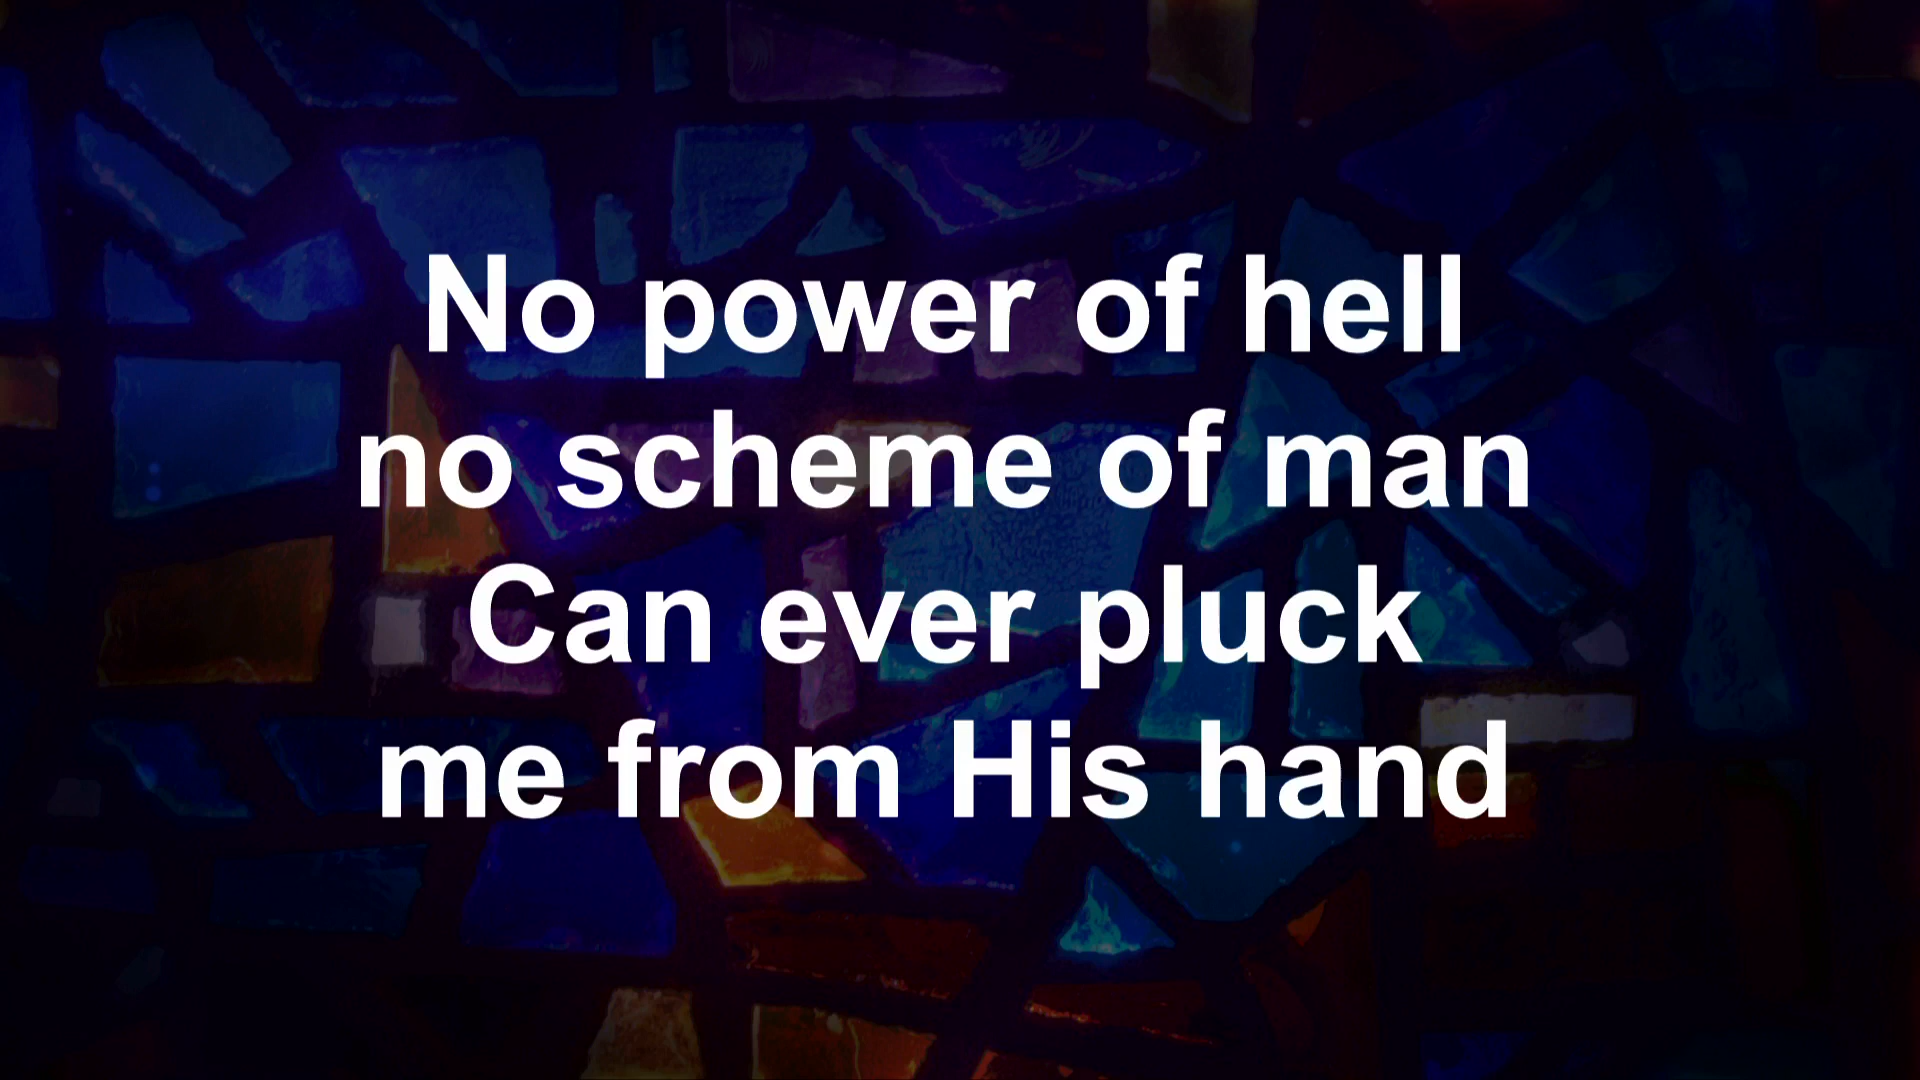 No power of hell
no scheme of man
Can ever pluck
me from His hand